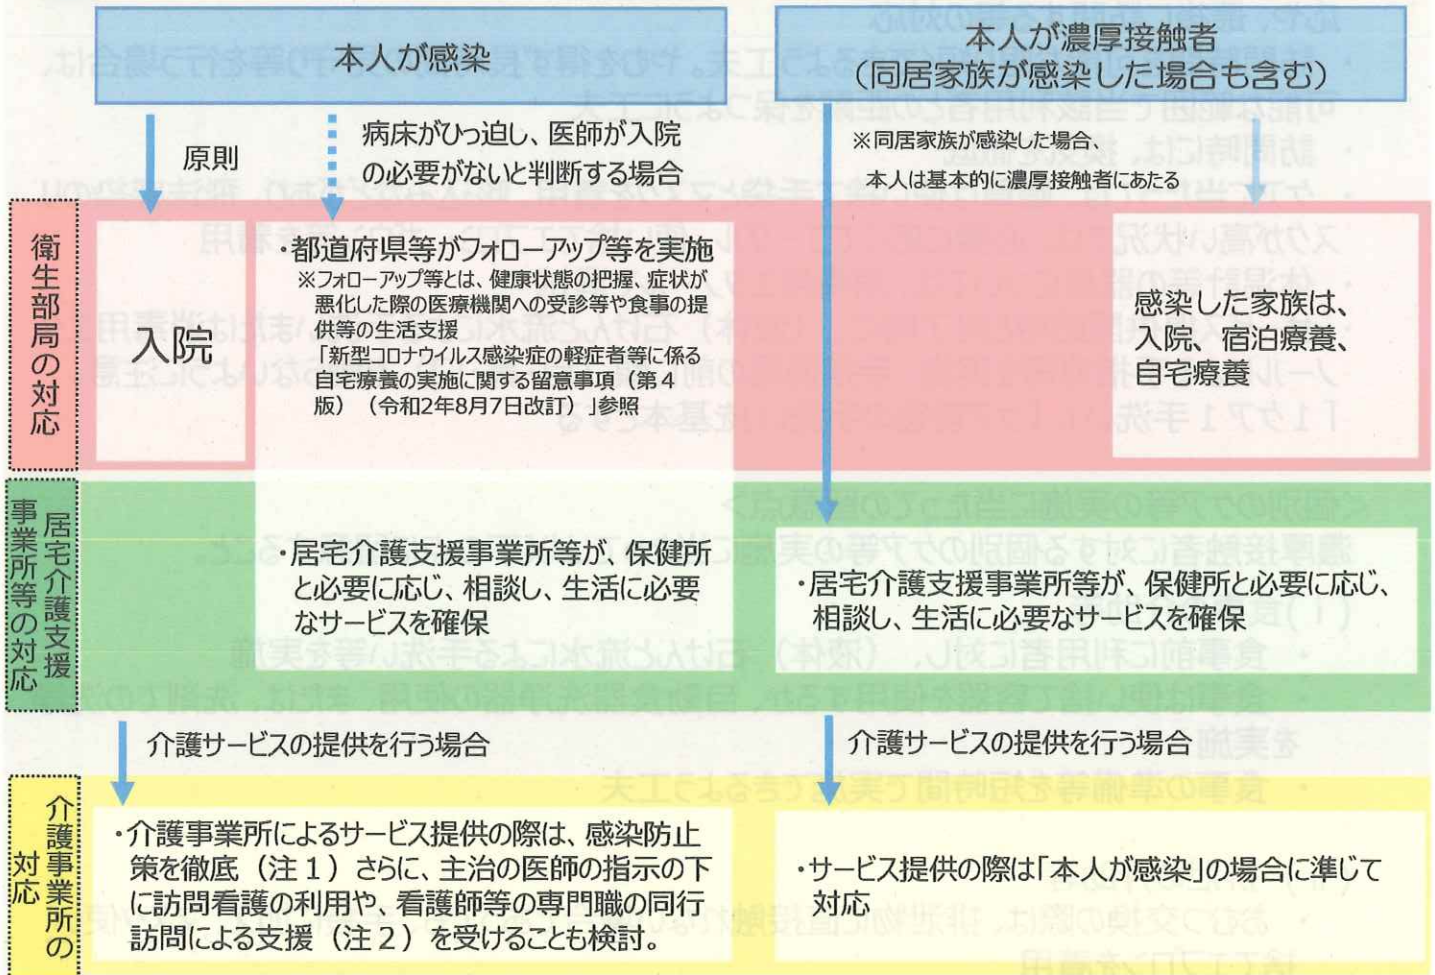 本人が感染
本人が濃厚接触者
(同居家族が感染した場合も含む)
原則
病床がひっ迫し、医師が入院
の必要がないと判断する場合
※同居家族が感染した場合、
本人は基本的に濃厚接触者にあたる
衛生部局の対応
入院
・都道府県等がフォローアップ等を実施
※フォローアップ等とは、健康状態の把握、症状が
悪化した際の医療機関への受診等や食事の提
供等の生活支援
「新型コロナウイルス感染症の軽症者等に係る
自宅療養の実施に関する留意事項(第4
版)(令和2年8月7日改訂)」参照
感染した家族は、
入院、宿泊療養、
自宅療養
居宅介護支援
事業所等の対応
・居宅介護支援事業所等が、保健所
と必要に応じ、相談し、生活に必要
なサービスを確保
・居宅介護支援事業所等が、保健所と必要に応じ、
相談し、生活に必要なサービスを確保
介護サービスの提供を行う場合
介護サービスの提供を行う場合
介護事業所の
対応
・介護事業所によるサービス提供の際は、感染防止
策を徹底(注1)さらに、主治の医師の指示の下
に訪問看護の利用や、看護師等の専門職の同行
訪問による支援(注2)を受けることも検討。
・サービス提供の際は「本人が感染」の場合に準じて
対応